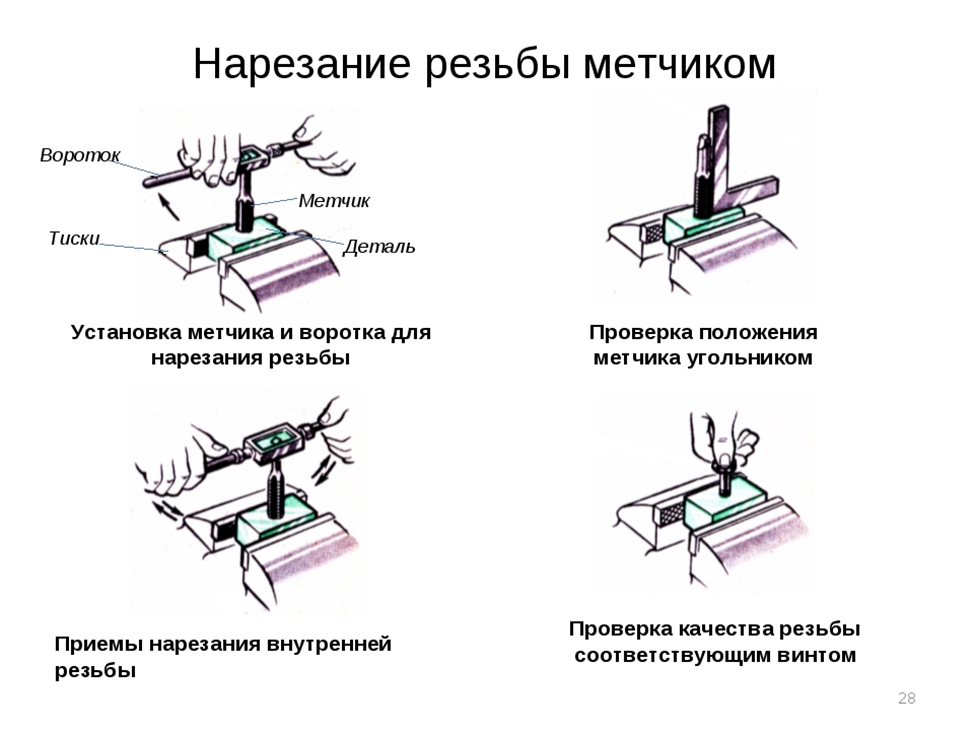 Нарезание резьбы метчиком
Вороток
Метчик
Тиски
Деталь
Установка метчика и воротка для
нарезания резьбы
Проверка положения
метчика угольником
Приемы нарезания внутренней
резьбы
Проверка качества резьбы
соответствующим винтом
28